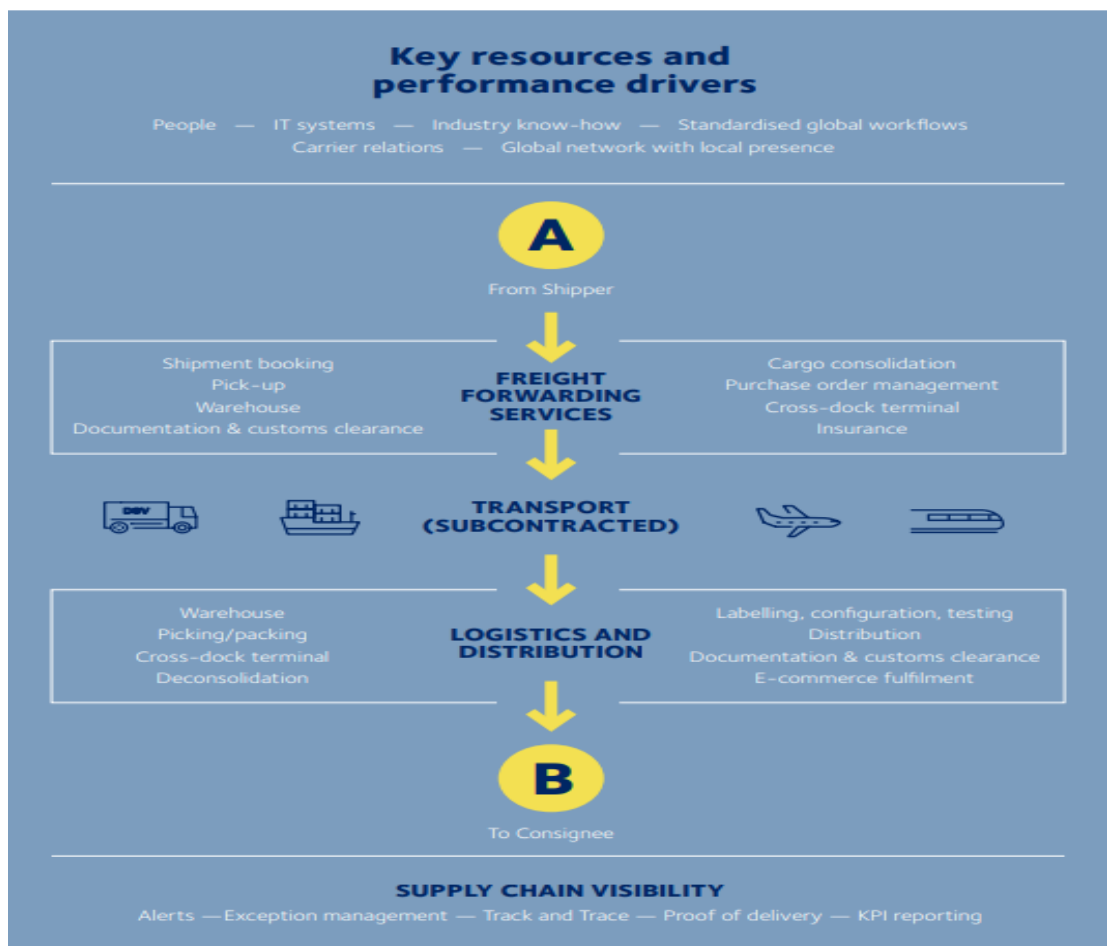 Key resources and
performance drivers
People — IT systems — Industry know-how — Standardised global workflows
Carrier relations — Global network with local presence
A
From Shipper
Shipment booking
Pick-up
Warehouse
Documentation & customs clearance
FREIGHT
FORWARDING
SERVICES
Cargo consolidation
Purchase order management
Cross-dock terminal
Insurance
DSV
TRANSPORT
(SUBCONTRACTED)
Warehouse
Picking/packing
Cross-dock terminal
Deconsolidation
LOGISTICS AND
DISTRIBUTION
Labelling, configuration, testing
Distribution
Documentation & customs clearance
E-commerce fulfilment
B
To Consignee
SUPPLY CHAIN VISIBILITY
Alerts — Exception management — Track and Trace — Proof of delivery — KPI reporting